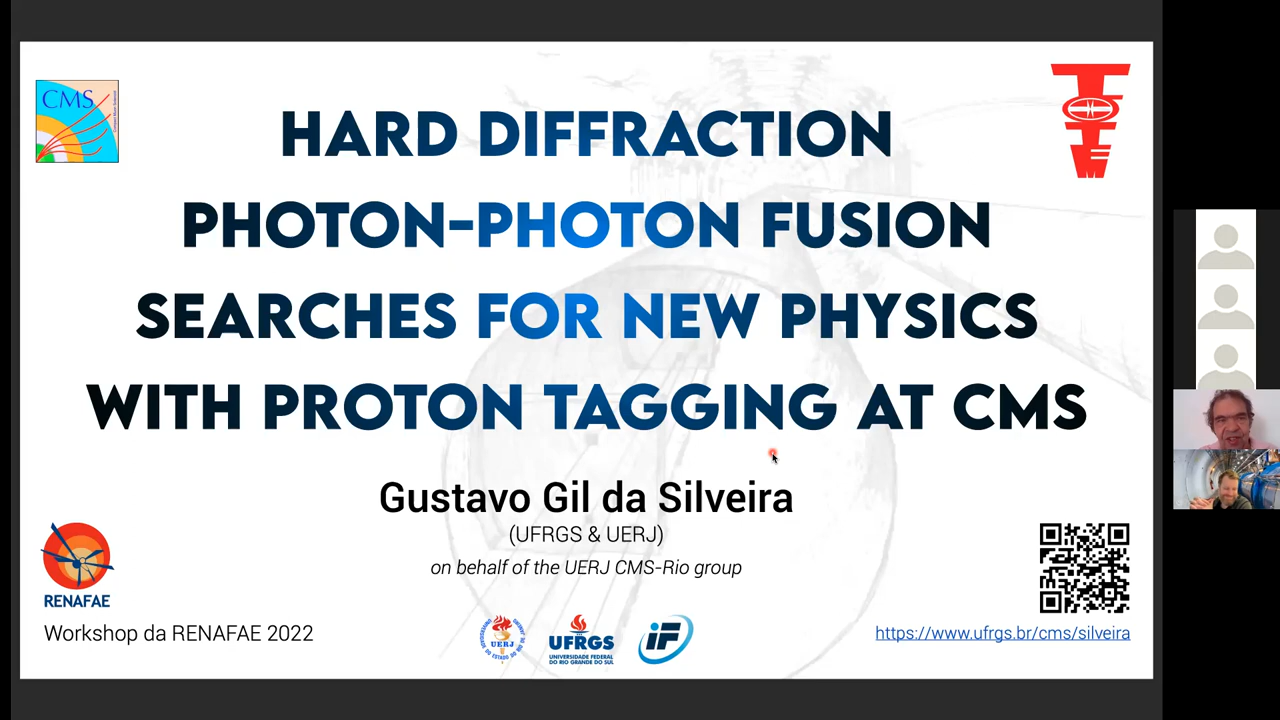 CMS
TOTEM
HARD DIFFRACTION
PHOTON-PHOTON FUSION
SEARCHES FOR NEW PHYSICS
WITH PROTON TAGGING AT CMS
Gustavo Gil da Silveira
(UFRGS & UERJ)
on behalf of the UERJ CMS-Rio group
RENAFAE
Workshop da RENAFAE 2022
UERJ
UFRGS
UNIVERSIDADE FEDERAL
DO RIO GRANDE DO SUL
iF
https://www.ufrgs.br/cms/silveira